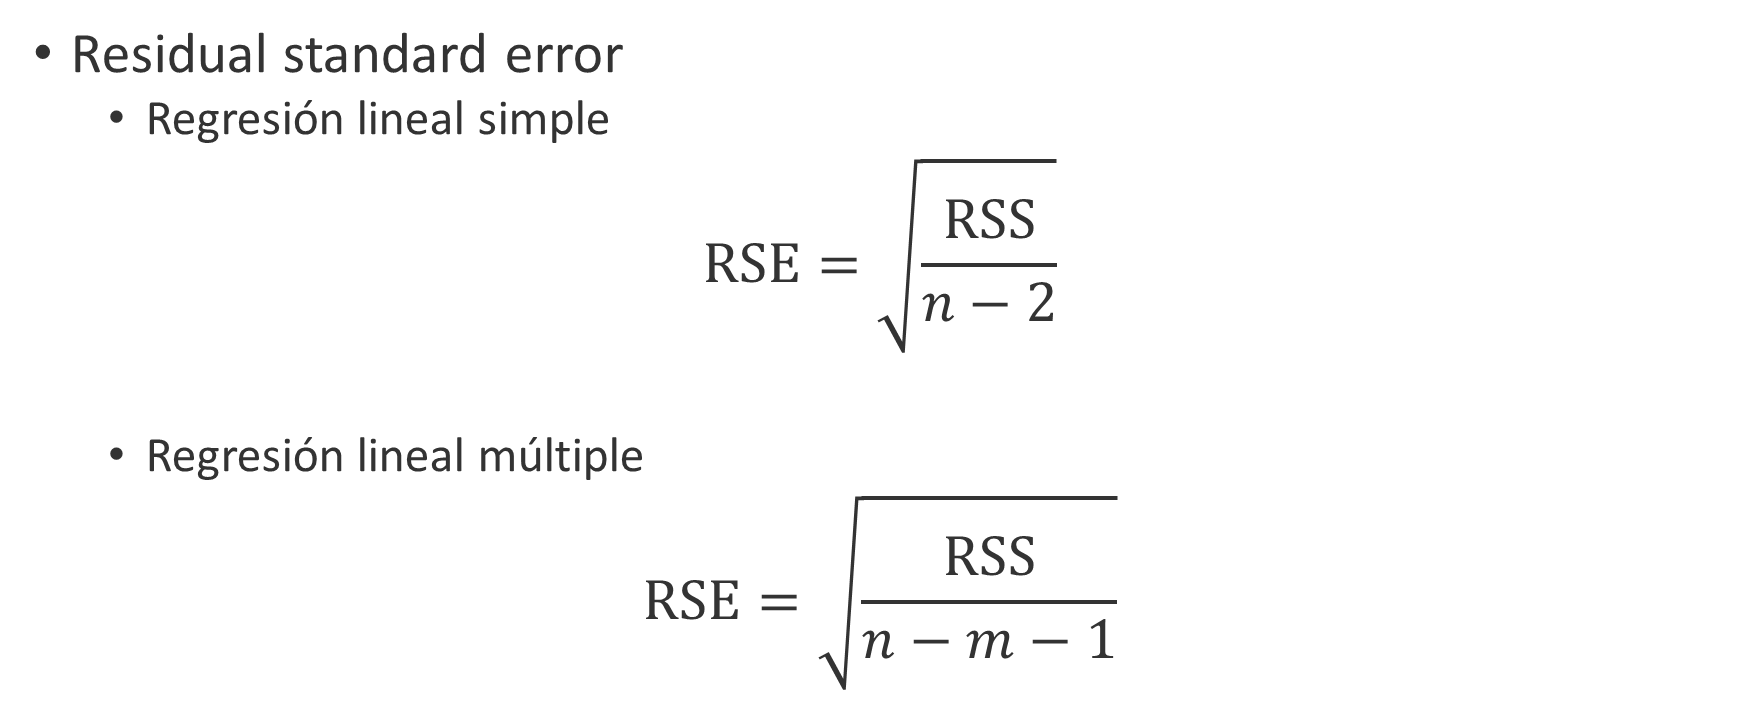 • Residual standard error
• Regresión lineal simple
RSE = √(RSS / (n − 2))
• Regresión lineal múltiple
RSE = √(RSS / (n − m − 1))